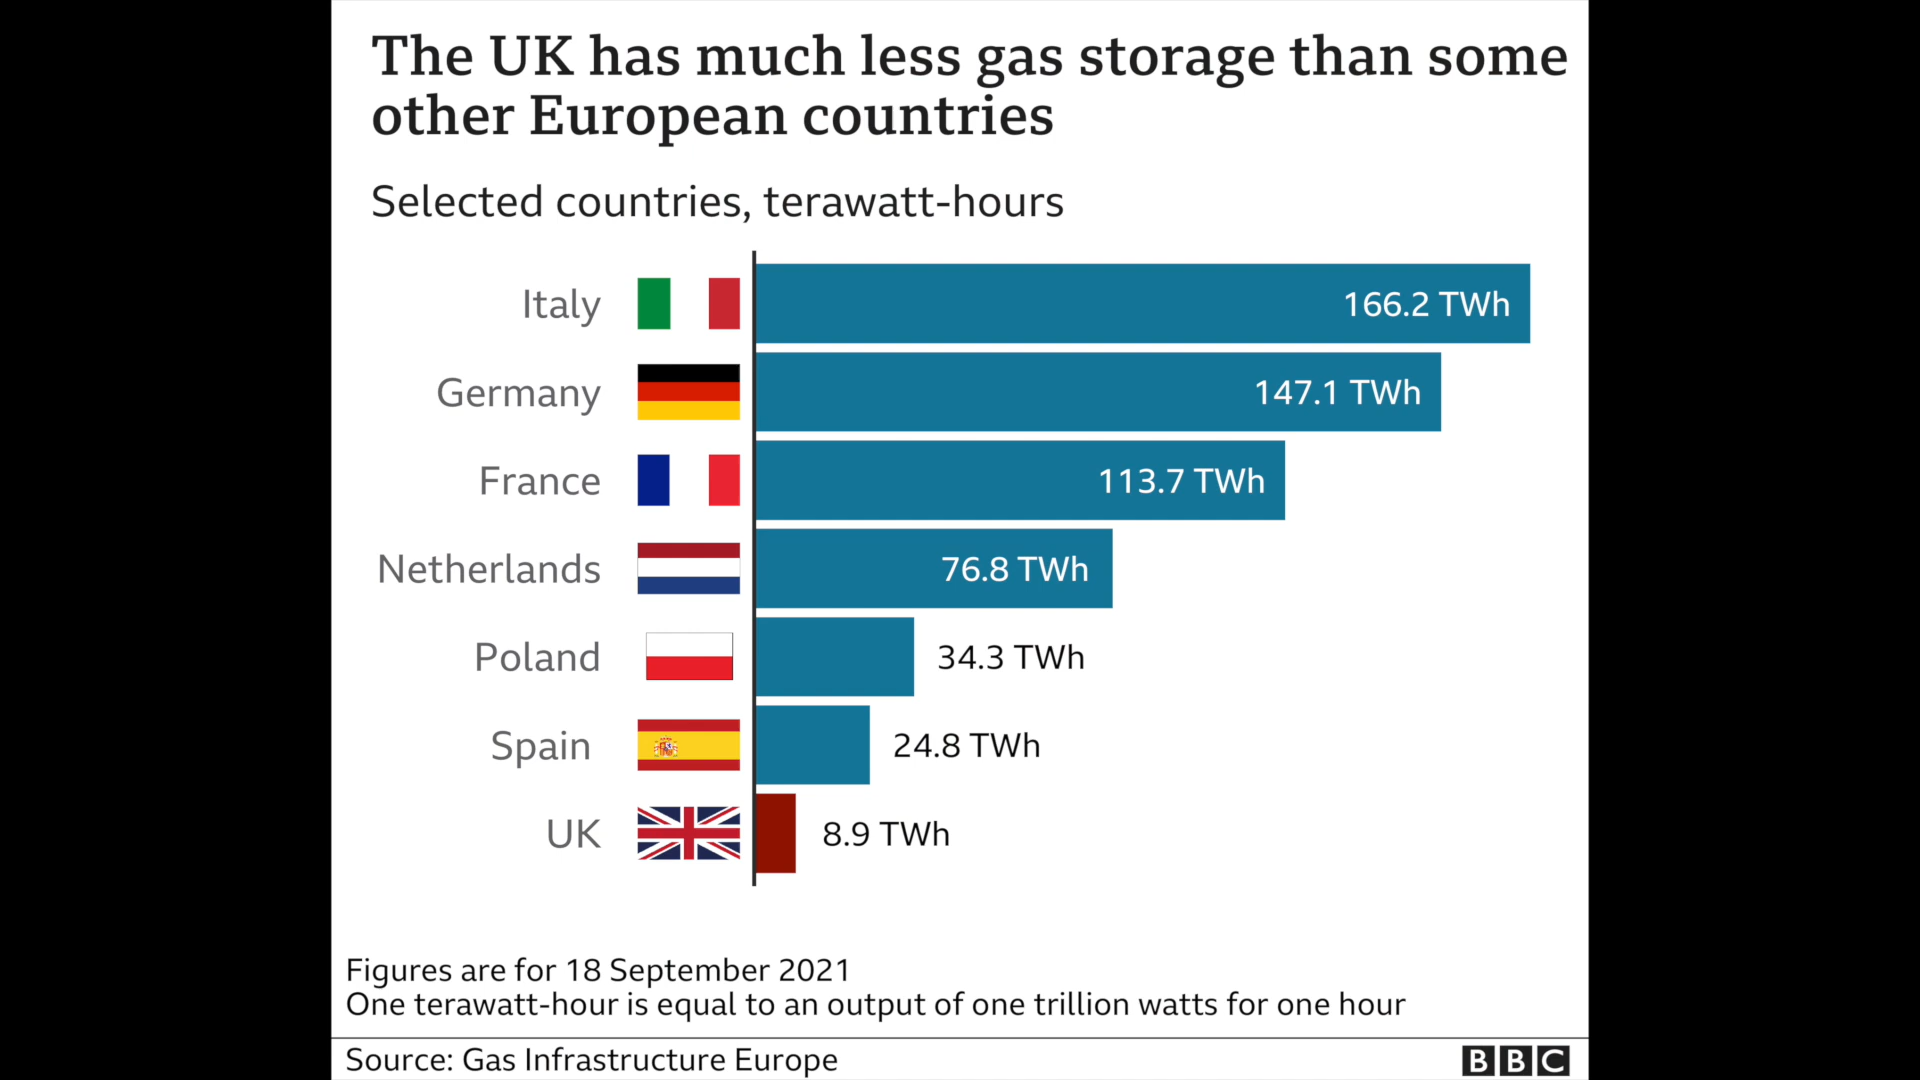 The UK has much less gas storage than some
other European countries
Selected countries, terawatt-hours
Italy 166.2 TWh
Germany 147.1 TWh
France 113.7 TWh
Netherlands 76.8 TWh
Poland 34.3 TWh
Spain 24.8 TWh
UK 8.9 TWh
Figures are for 18 September 2021
One terawatt-hour is equal to an output of one trillion watts for one hour
Source: Gas Infrastructure Europe
BBC